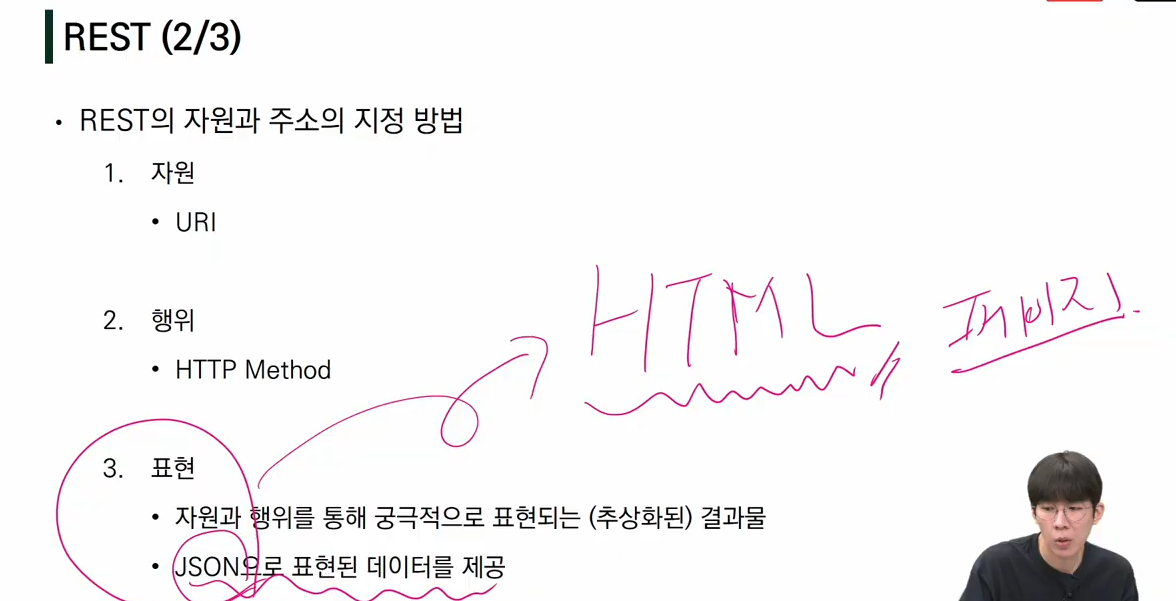 REST (2/3)
• REST의 자원과 주소의 지정 방법
1. 자원
• URI
2. 행위
• HTTP Method
HTML
페이지.
3. 표현
• 자원과 행위를 통해 궁극적으로 표현되는 (추상화된) 결과물
• JSON으로 표현된 데이터를 제공